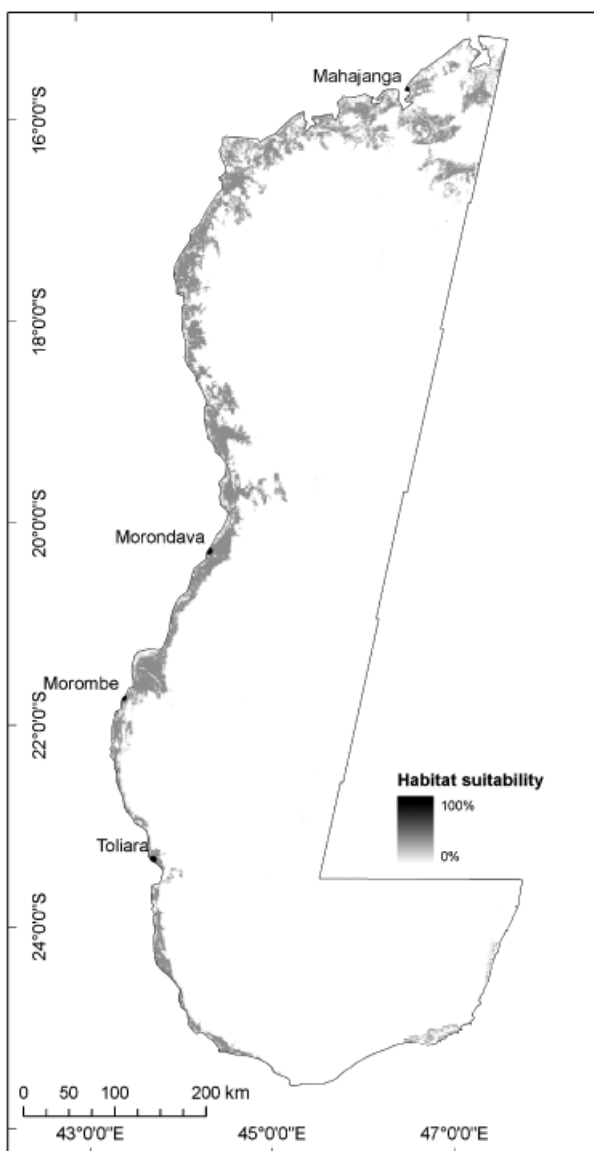 Mahajanga
16°0'0"S
18°0'0"S
Morondava
20°0'0"S
Morombe
22°0'0"S
Habitat suitability
100%
0%
Toliara
24°0'0"S
0 50 100 200 km
43°0'0"E 45°0'0"E 47°0'0"E